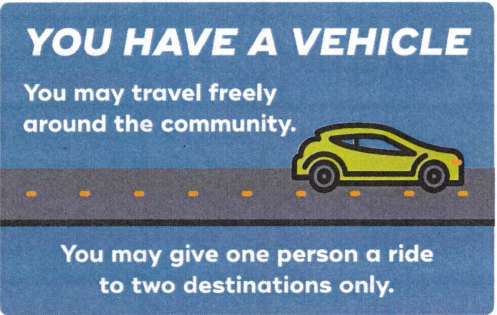 YOU HAVE A VEHICLE
You may travel freely
around the community.
You may give one person a ride
to two destinations only.